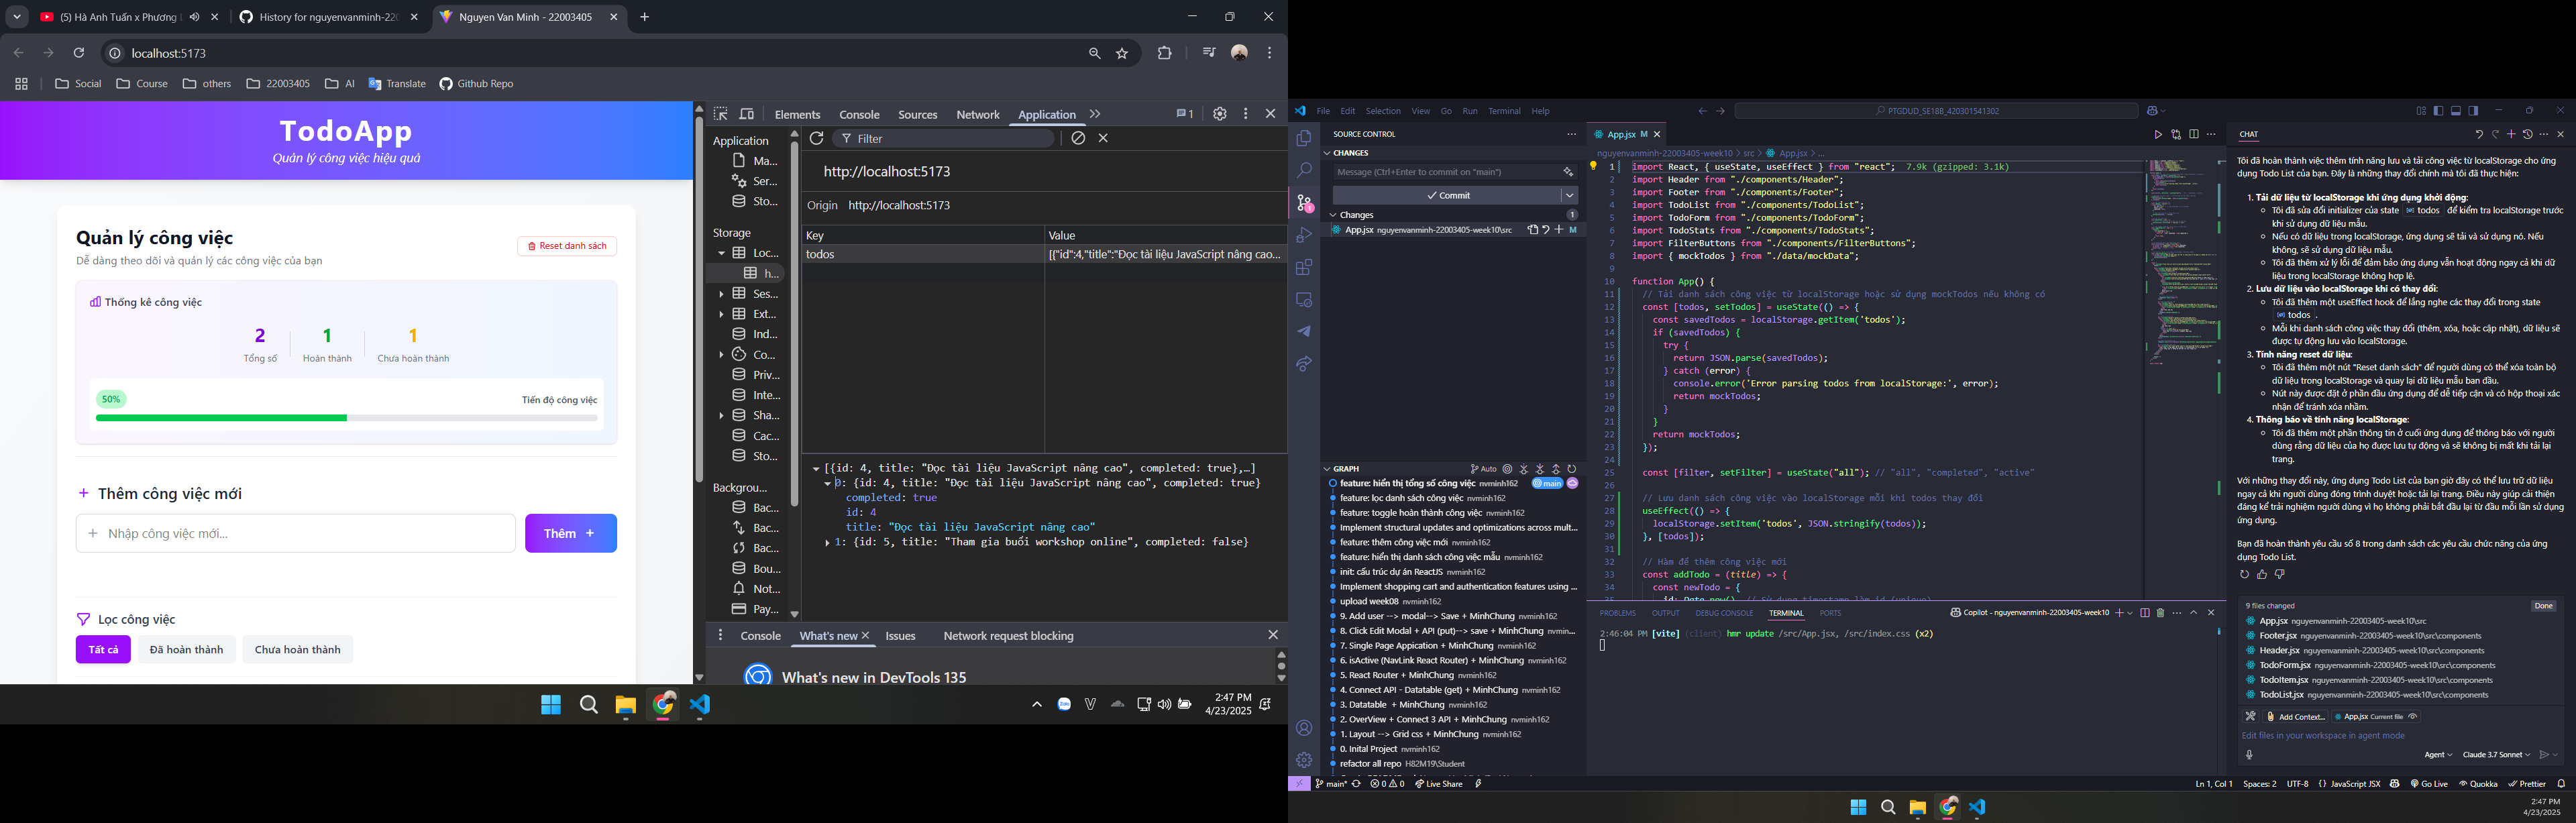 (5) Hà Anh Tuấn x Phương
History for nguyenvanminh-220
Nguyen Van Minh - 22003405
localhost:5173
Social
Course
others
22003405
AI
Translate
Github Repo
TodoApp
Quản lý công việc hiệu quả
Quản lý công việc
Dễ dàng theo dõi và quản lý các công việc của bạn
Reset danh sách
Thống kê công việc
2
1
1
Tổng số
Hoàn thành
Chưa hoàn thành
50%
Tiến độ công việc
Thêm công việc mới
Nhập công việc mới...
Thêm +
Lọc công việc
Tất cả
Đã hoàn thành
Chưa hoàn thành
Elements
Console
Sources
Network
Application
1
Application
Ma...
Ser...
Sto...
Storage
Loc...
h...
Ses...
Ext...
Ind...
Co...
Priv...
Inte...
Sha...
Cac...
Sto...
Backgrou...
Bac...
Bac...
Bac...
Bou...
Not...
Pay...
Filter
http://localhost:5173
Origin http://localhost:5173
Key
Value
todos
[{"id":4,"title":"Đọc tài liệu JavaScript nâng cao...
[{id: 4, title: "Đọc tài liệu JavaScript nâng cao", completed: true},…]
0: {id: 4, title: "Đọc tài liệu JavaScript nâng cao", completed: true}
completed: true
id: 4
title: "Đọc tài liệu JavaScript nâng cao"
1: {id: 5, title: "Tham gia buổi workshop online", completed: false}
Console
What's new
Issues
Network request blocking
What's new in DevTools 135
2:47 PM
4/23/2025
File Edit Selection View Go Run Terminal Help
PTGDUD_SE18B_420301541302
SOURCE CONTROL
CHANGES
Message (Ctrl+Enter to commit on "main")
Commit
Changes
1
App.jsx nguyenvanminh-22003405-week10\src
M
GRAPH
Auto
feature: hiển thị tổng số công việc nvminh162
main
feature: lọc danh sách công việc nvminh162
feature: toggle hoàn thành công việc nvminh162
Implement structural updates and optimizations across mult...
feature: thêm công việc mới nvminh162
feature: hiển thị danh sách công việc mẫu nvminh162
init: cấu trúc dự án ReactJS nvminh162
Implement shopping cart and authentication features using ...
upload week08 nvminh162
9. Add user --> modal--> Save + MinhChung nvminh162
8. Click Edit Modal + API (put)--> save + MinhChung nvmin...
7. Single Page Appication + MinhChung nvminh162
6. isActive (NavLink React Router) + MinhChung nvminh162
5. React Router + MinhChung nvminh162
4. Connect API - Datatable (get) + MinhChung nvminh162
3. Datatable + MinhChung nvminh162
2. OverView + Connect 3 API + MinhChung nvminh162
1. Layout --> Grid css + MinhChung nvminh162
0. Inital Project nvminh162
refactor all repo H82M19\Student
App.jsx M
nguyenvanminh-22003405-week10 > src > App.jsx > ...
1 import React, { useState, useEffect } from "react"; 7.9k (gzipped: 3.1k)
2 import Header from "./components/Header";
3 import Footer from "./components/Footer";
4 import TodoList from "./components/TodoList";
5 import TodoForm from "./components/TodoForm";
6 import TodoStats from "./components/TodoStats";
7 import FilterButtons from "./components/FilterButtons";
8 import { mockTodos } from "./data/mockData";
9
10 function App() {
11 // Tải danh sách công việc từ localStorage hoặc sử dụng mockTodos nếu không có
12 const [todos, setTodos] = useState(() => {
13 const savedTodos = localStorage.getItem('todos');
14 if (savedTodos) {
15 try {
16 return JSON.parse(savedTodos);
17 } catch (error) {
18 console.error('Error parsing todos from localStorage:', error);
19 return mockTodos;
20 }
21 }
22 return mockTodos;
23 });
24
25 const [filter, setFilter] = useState("all"); // "all", "completed", "active"
26
27 // Lưu danh sách công việc vào localStorage mỗi khi todos thay đổi
28 useEffect(() => {
29 localStorage.setItem('todos', JSON.stringify(todos));
30 }, [todos]);
31
32 // Hàm để thêm công việc mới
33 const addTodo = (title) => {
34 const newTodo = {
PROBLEMS
OUTPUT
DEBUG CONSOLE
TERMINAL
PORTS
Copilot - nguyenvanminh-22003405-week10
2:46:04 PM [vite] (client) hmr update /src/App.jsx, /src/index.css (x2)
CHAT
Tôi đã hoàn thành việc thêm tính năng lưu và tải công việc từ localStorage cho ứng
dụng Todo List của bạn. Đây là những thay đổi chính mà tôi đã thực hiện:
1. Tải dữ liệu từ localStorage khi ứng dụng khởi động:
Tôi đã sửa đổi initializer của state todos để kiểm tra localStorage trước
khi sử dụng dữ liệu mẫu.
Nếu có dữ liệu trong localStorage, ứng dụng sẽ tải và sử dụng nó. Nếu
không, sẽ sử dụng dữ liệu mẫu.
Tôi đã thêm xử lý lỗi để đảm bảo ứng dụng vẫn hoạt động ngay cả khi dữ
liệu trong localStorage không hợp lệ.
2. Lưu dữ liệu vào localStorage khi có thay đổi:
Tôi đã thêm một useEffect hook để lắng nghe các thay đổi trong state
todos .
Mỗi khi danh sách công việc thay đổi (thêm, xóa, hoặc cập nhật), dữ liệu sẽ
được tự động lưu vào localStorage.
3. Tính năng reset dữ liệu:
Tôi đã thêm một nút "Reset danh sách" để người dùng có thể xóa toàn bộ
dữ liệu trong localStorage và quay lại dữ liệu mẫu ban đầu.
Nút này được đặt ở phần đầu ứng dụng để dễ tiếp cận và có hộp thoại xác
nhận để tránh xóa nhầm.
4. Thông báo về tính năng localStorage:
Tôi đã thêm một phần thông tin ở cuối ứng dụng để thông báo với người
dùng rằng dữ liệu của họ được lưu tự động và sẽ không bị mất khi tải lại
trang.
Với những thay đổi này, ứng dụng Todo List của bạn giờ đây có thể lưu trữ dữ liệu
ngay cả khi người dùng đóng trình duyệt hoặc tải lại trang. Điều này giúp cải thiện
đáng kể trải nghiệm người dùng vì họ không phải bắt đầu lại từ đầu mỗi lần sử dụng
ứng dụng.
Bạn đã hoàn thành yêu cầu số 8 trong danh sách các yêu cầu chức năng của ứng
dụng Todo List.
9 files changed
Done
App.jsx nguyenvanminh-22003405-week10\src
Footer.jsx nguyenvanminh-22003405-week10\src\components
Header.jsx nguyenvanminh-22003405-week10\src\components
TodoForm.jsx nguyenvanminh-22003405-week10\src\components
TodoItem.jsx nguyenvanminh-22003405-week10\src\components
TodoList.jsx nguyenvanminh-22003405-week10\src\components
Add Context...
App.jsx Current file
Edit files in your workspace in agent mode
Agent
Claude 3.7 Sonnet
main*
0 0
Live Share
Ln 1, Col 1
Spaces: 2
UTF-8
JavaScript JSX
Go Live
Quokka
Prettier
2:47 PM
4/23/2025